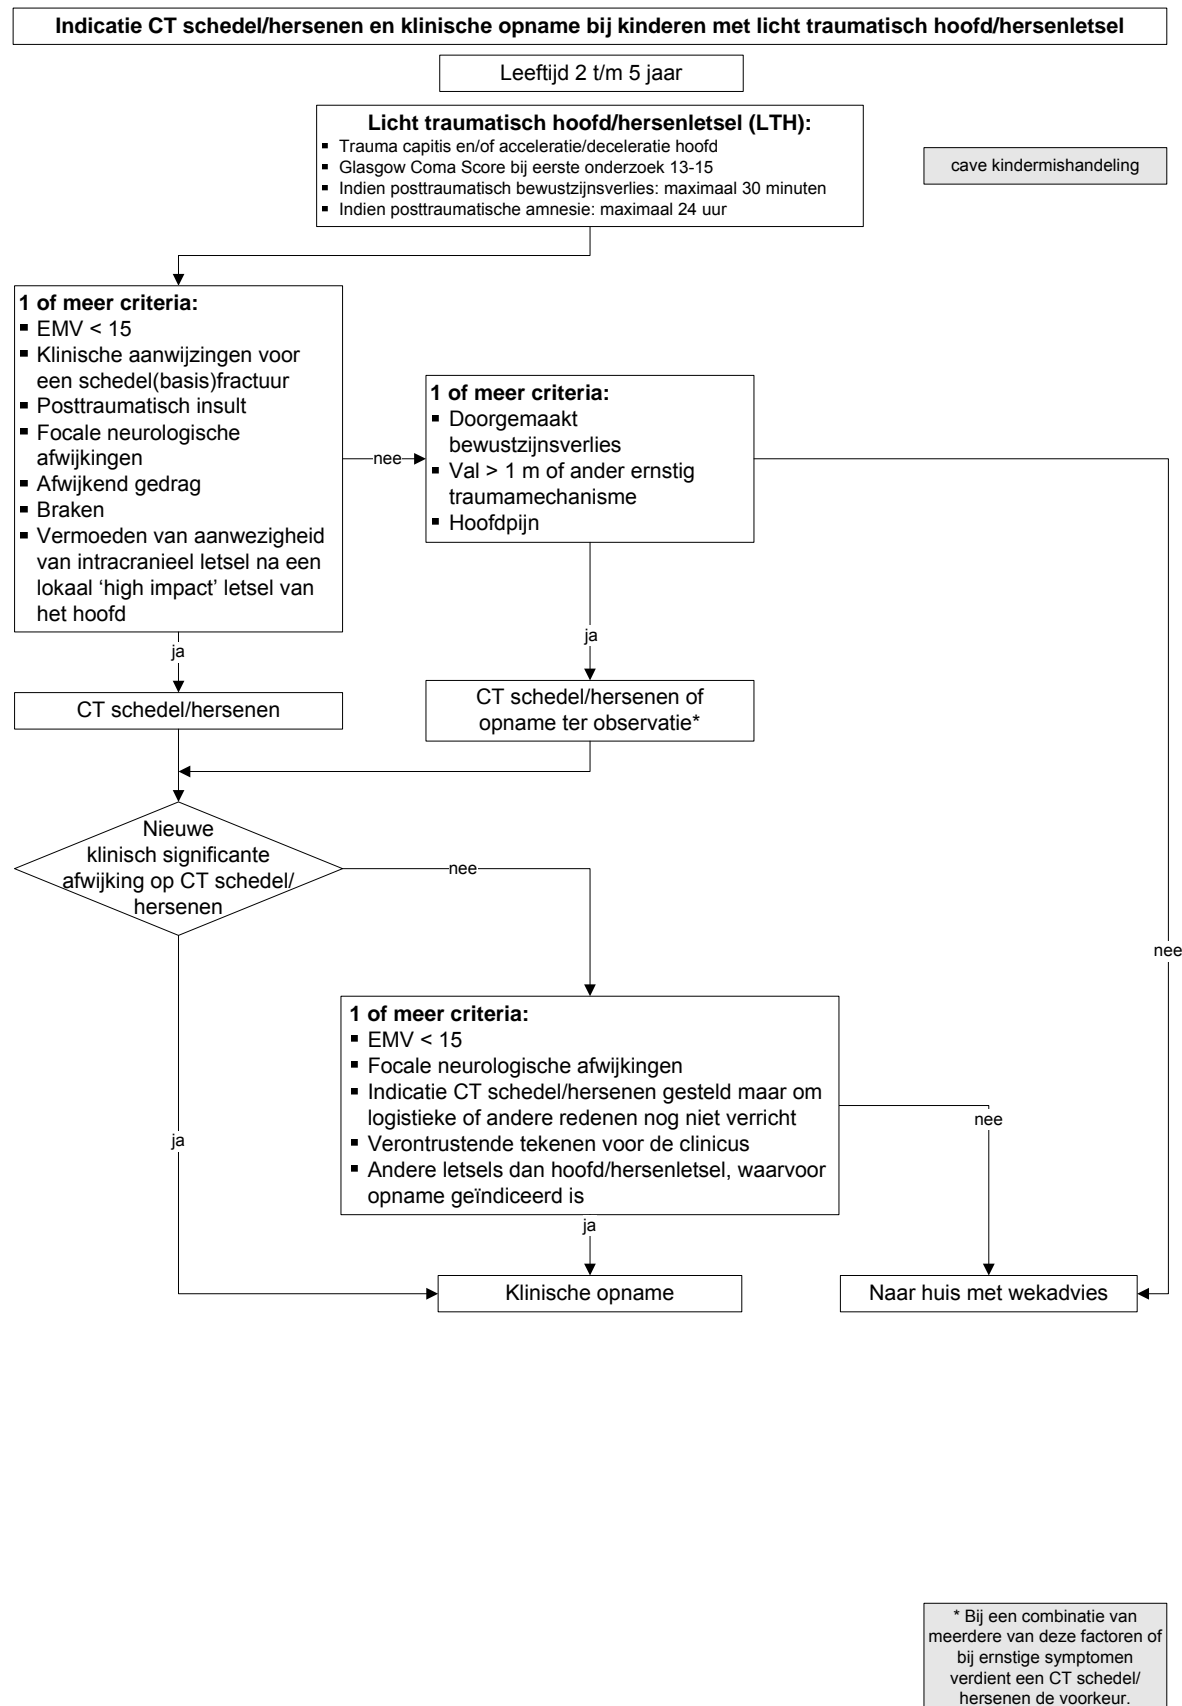 Indicatie CT schedel/hersenen en klinische opname bij kinderen met licht traumatisch hoofd/hersenletsel
Leeftijd 2 t/m 5 jaar
Licht traumatisch hoofd/hersenletsel (LTH):
▪ Trauma capitis en/of acceleratie/deceleratie hoofd
▪ Glasgow Coma Score bij eerste onderzoek 13-15
▪ Indien posttraumatisch bewustzijnsverlies: maximaal 30 minuten
▪ Indien posttraumatische amnesie: maximaal 24 uur
cave kindermishandeling
1 of meer criteria:
▪ EMV < 15
▪ Klinische aanwijzingen voor
een schedel(basis)fractuur
▪ Posttraumatisch insult
▪ Focale neurologische
afwijkingen
▪ Afwijkend gedrag
▪ Braken
▪ Vermoeden van aanwezigheid
van intracranieel letsel na een
lokaal ‘high impact’ letsel van
het hoofd
nee
1 of meer criteria:
▪ Doorgemaakt
bewustzijnsverlies
▪ Val > 1 m of ander ernstig
traumamechanisme
▪ Hoofdpijn
ja
ja
CT schedel/hersenen
CT schedel/hersenen of
opname ter observatie*
Nieuwe
klinisch significante
afwijking op CT schedel/
hersenen
nee
nee
1 of meer criteria:
▪ EMV < 15
▪ Focale neurologische afwijkingen
▪ Indicatie CT schedel/hersenen gesteld maar om
logistieke of andere redenen nog niet verricht
▪ Verontrustende tekenen voor de clinicus
▪ Andere letsels dan hoofd/hersenletsel, waarvoor
opname geïndiceerd is
ja
nee
ja
Klinische opname
Naar huis met wekadvies
* Bij een combinatie van
meerdere van deze factoren of
bij ernstige symptomen
verdient een CT schedel/
hersenen de voorkeur.